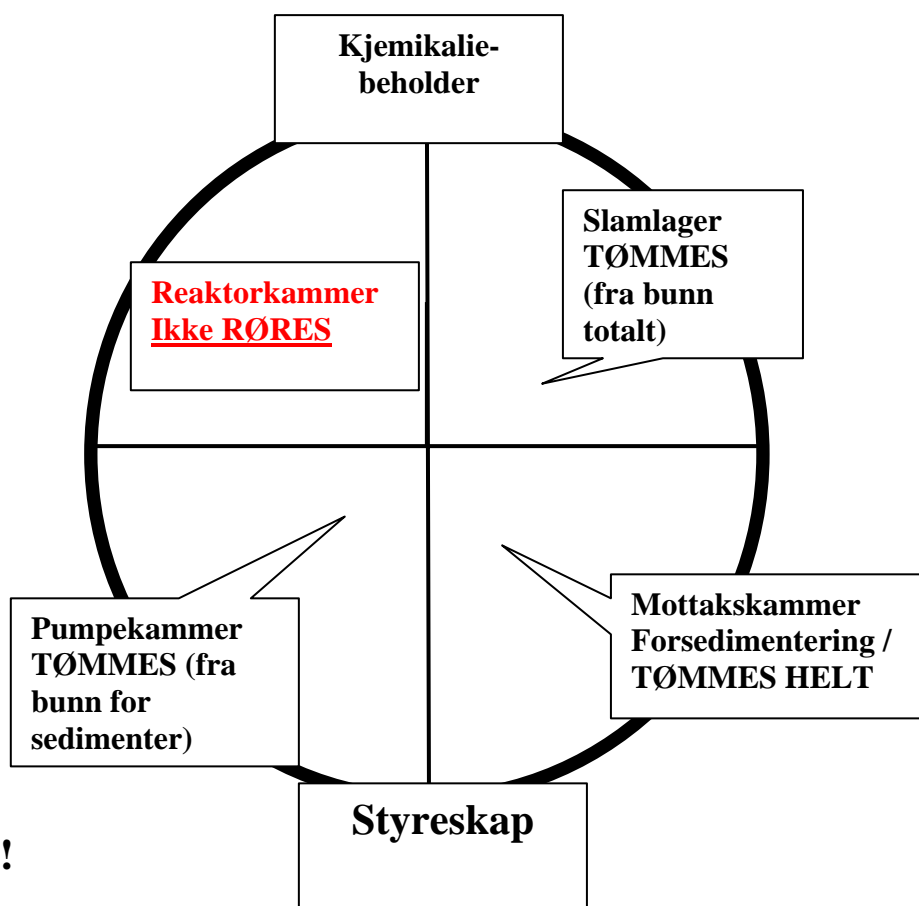 Kjemikalie-
beholder
Slamlager
TØMMES
(fra bunn
totalt)
Reaktorkammer
Ikke RØRES
Pumpekammer
TØMMES (fra
bunn for
sedimenter)
Mottakskammer
Forsedimentering /
TØMMES HELT
Styreskap
!